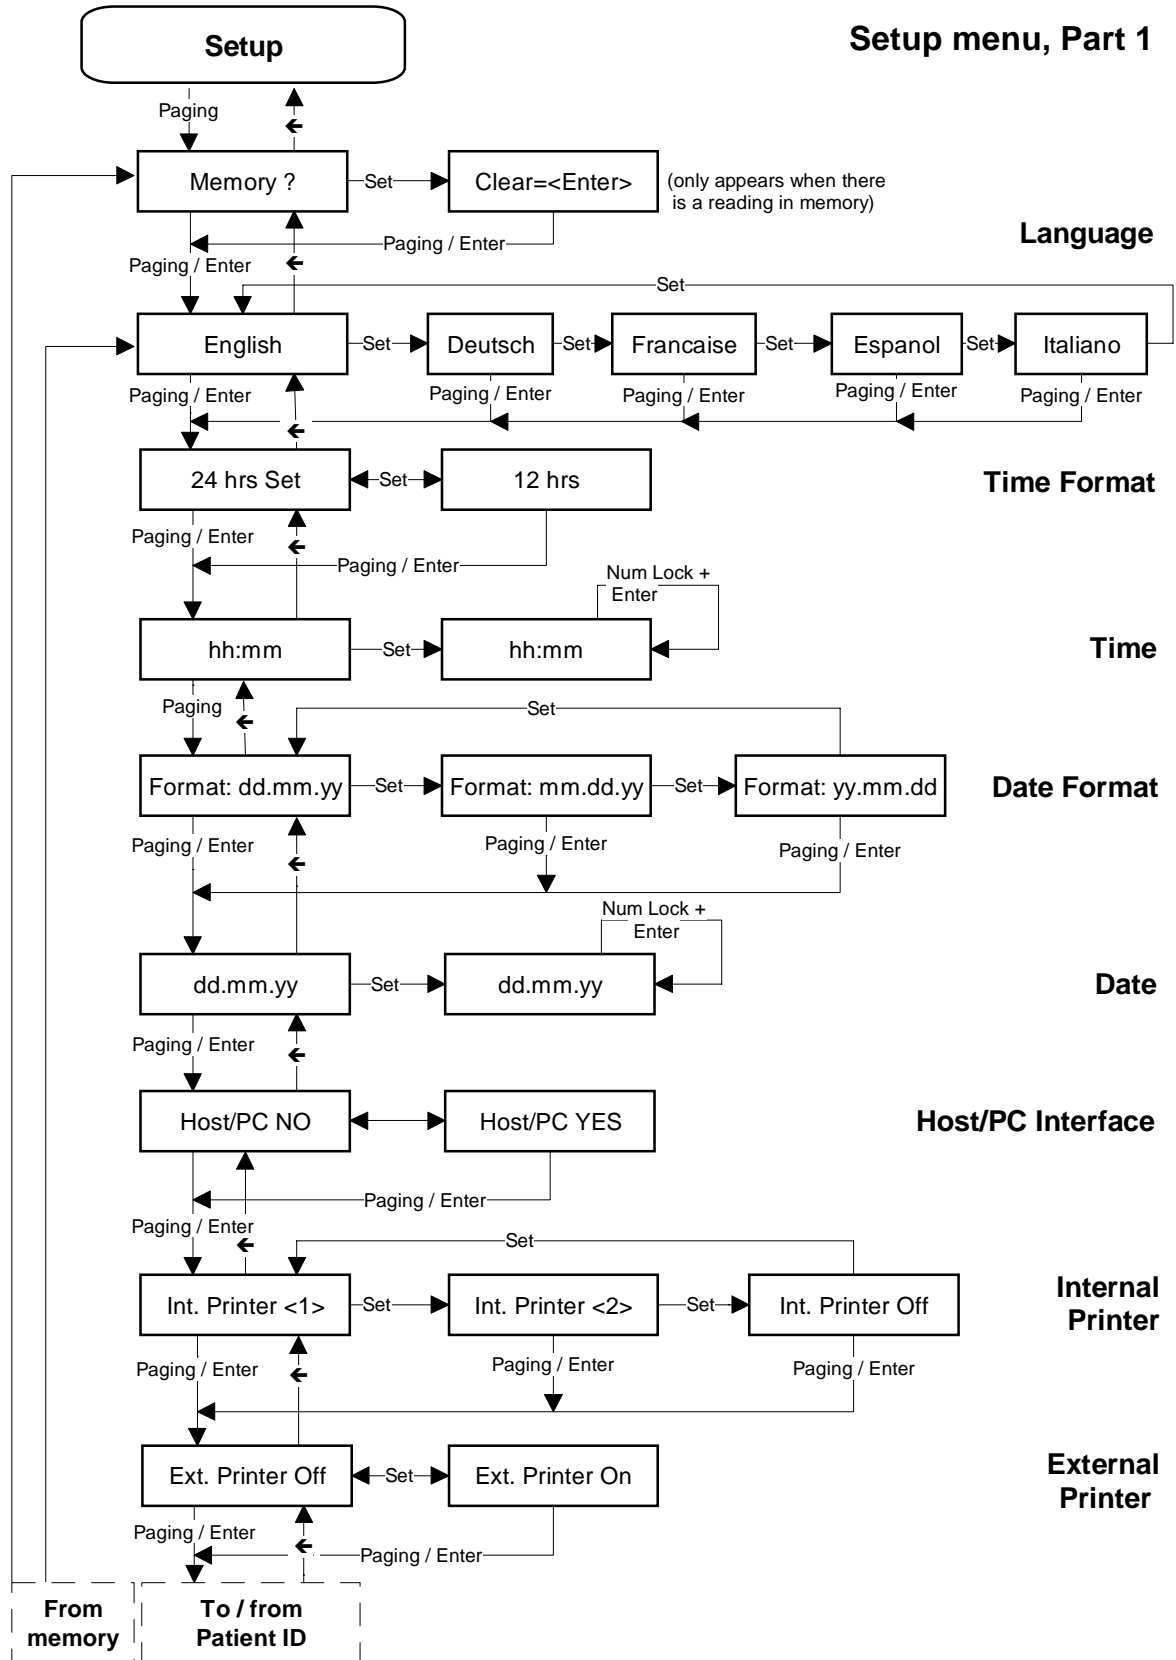 Setup
Setup menu, Part 1
Paging
🡸
Memory ?
Set
Clear=<Enter>
(only appears when there
is a reading in memory)
Language
Paging / Enter
Paging / Enter
🡸
Set
English
Set
Deutsch
Set
Francaise
Set
Espanol
Set
Italiano
Paging / Enter
Paging / Enter
Paging / Enter
Paging / Enter
Paging / Enter
🡸
24 hrs Set
Set
12 hrs
Time Format
Paging / Enter
🡸
Paging / Enter
Num Lock +
Enter
hh:mm
Set
hh:mm
Time
Paging
🡸
Set
Format: dd.mm.yy
Set
Format: mm.dd.yy
Set
Format: yy.mm.dd
Date Format
Paging / Enter
Paging / Enter
Paging / Enter
🡸
Num Lock +
Enter
dd.mm.yy
Set
dd.mm.yy
Date
Paging / Enter
🡸
Host/PC NO
Host/PC YES
Host/PC Interface
Paging / Enter
Paging / Enter
🡸
Set
Int. Printer <1>
Set
Int. Printer <2>
Set
Int. Printer Off
Internal
Printer
Paging / Enter
Paging / Enter
Paging / Enter
🡸
Ext. Printer Off
Set
Ext. Printer On
External
Printer
Paging / Enter
🡸
Paging / Enter
From
memory
To / from
Patient ID